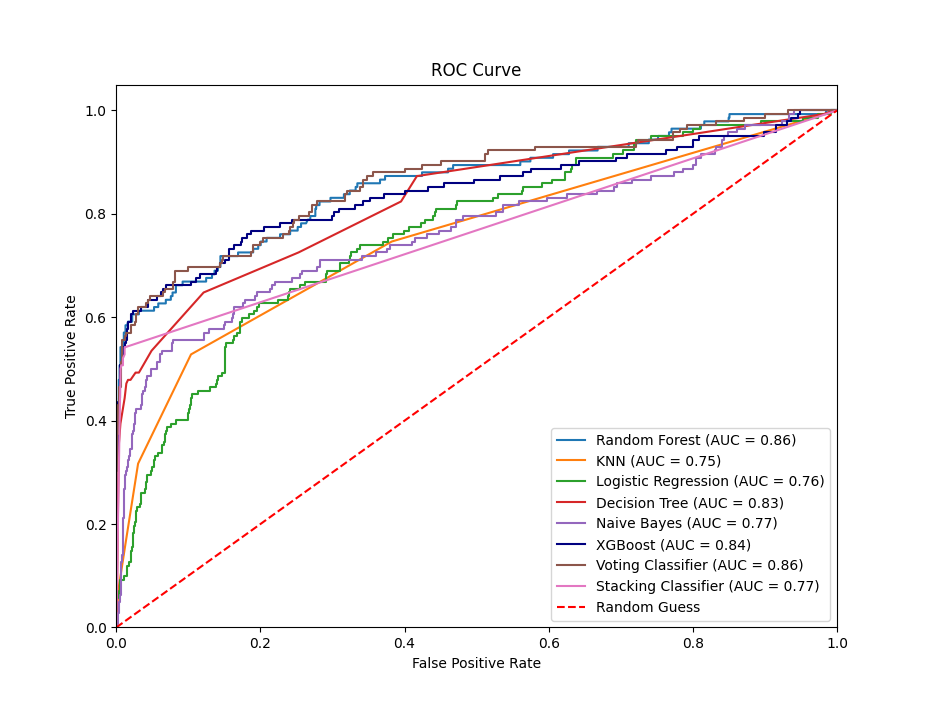 ROC Curve
1.0
0.8
0.6
0.4
0.2
0.0
True Positive Rate
0.0 0.2 0.4 0.6 0.8 1.0
False Positive Rate
Random Forest (AUC = 0.86)
KNN (AUC = 0.75)
Logistic Regression (AUC = 0.76)
Decision Tree (AUC = 0.83)
Naive Bayes (AUC = 0.77)
XGBoost (AUC = 0.84)
Voting Classifier (AUC = 0.86)
Stacking Classifier (AUC = 0.77)
Random Guess